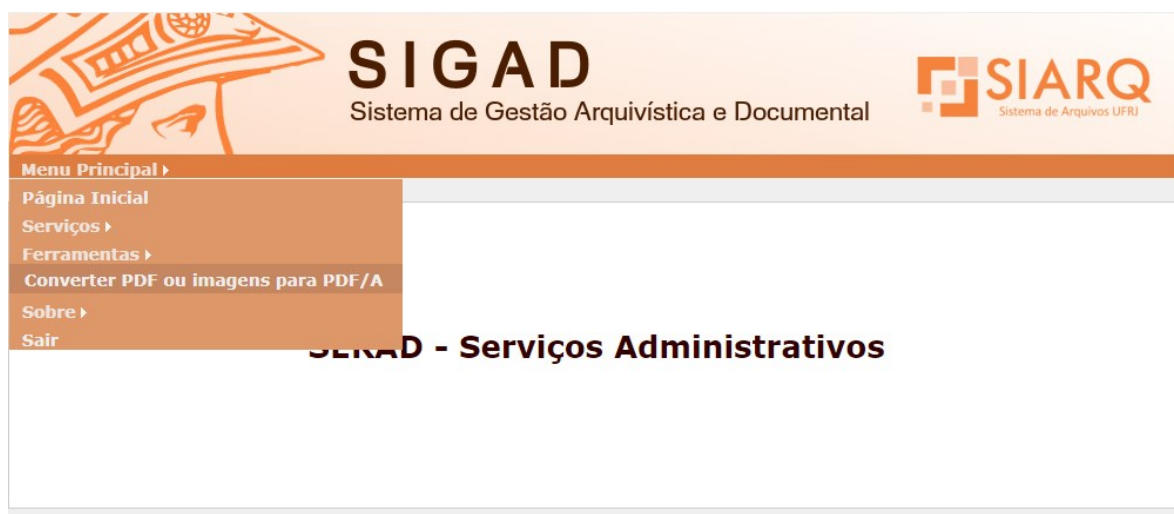 SIGAD
Sistema de Gestão Arquivística e Documental
SIARQ
Sistema de Arquivos UFRJ
Menu Principal
Página Inicial
Serviços
Ferramentas
Converter PDF ou imagens para PDF/A
Sobre
Sair
SERAD - Serviços Administrativos